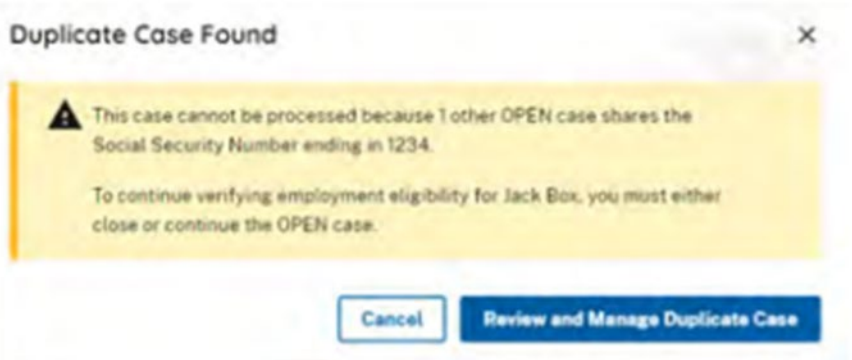 Duplicate Case Found
This case cannot be processed because 1 other OPEN case shares the
Social Security Number ending in 1234.
To continue verifying employment eligibility for Jack Box, you must either
close or continue the OPEN case.
Cancel
Review and Manage Duplicate Case